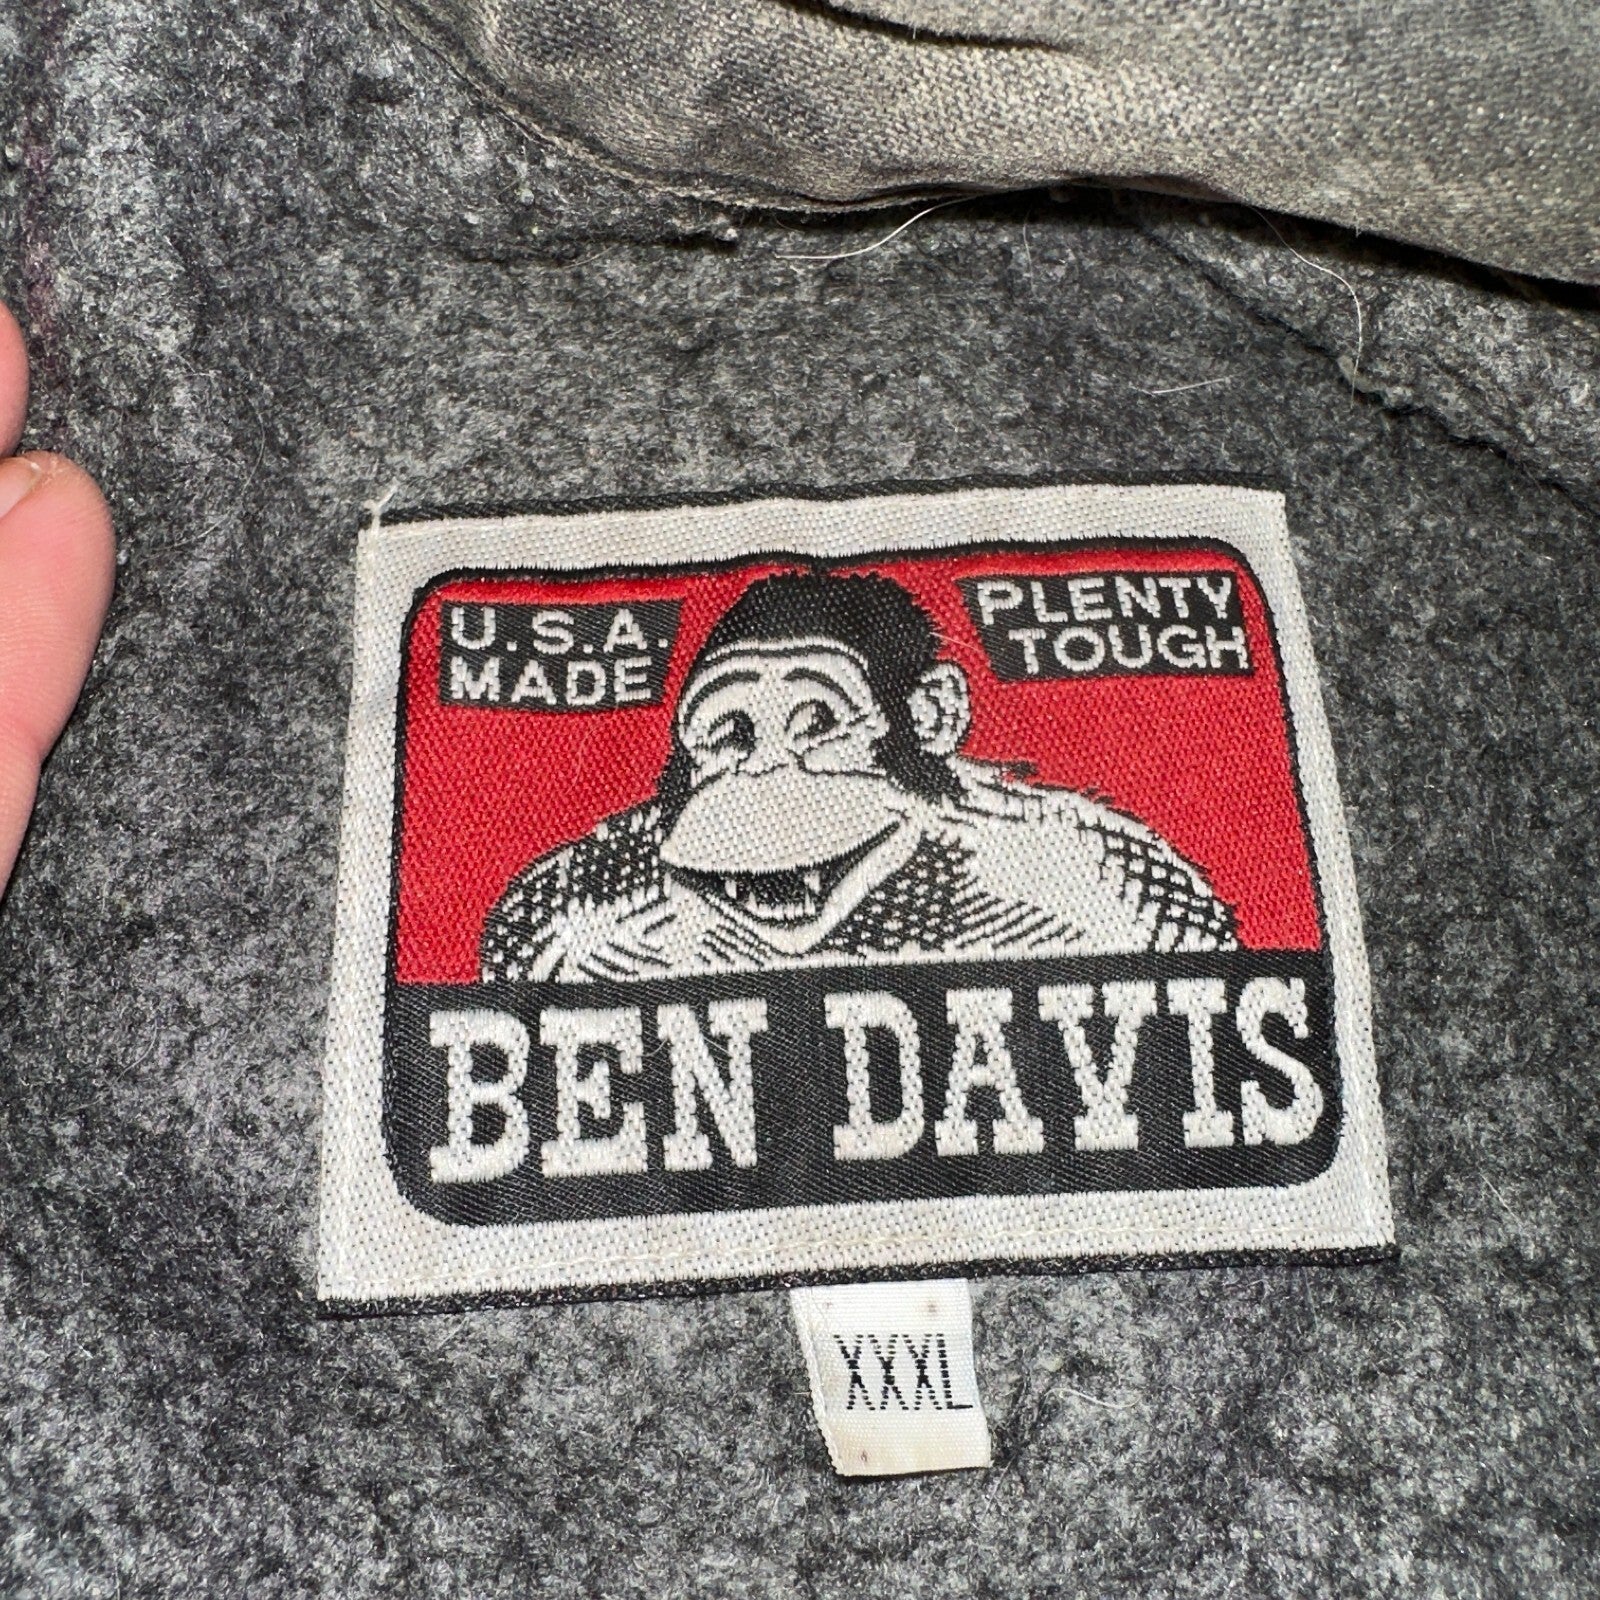 U.S.A.
MADE
PLENTY
TOUGH
BEN DAVIS
XXXL